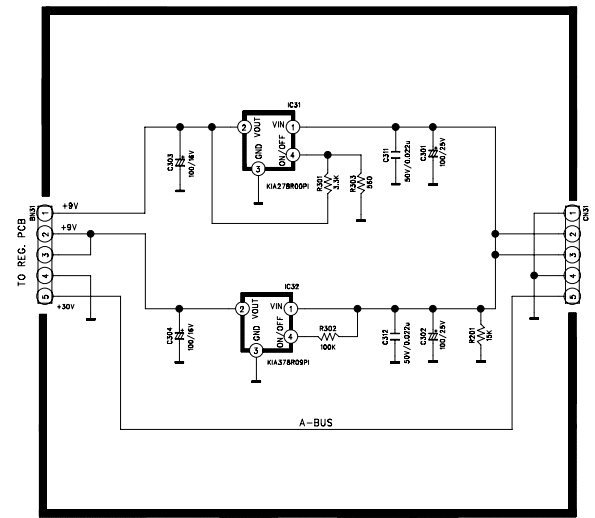 IC31
2
VOUT
VIN
1
GND
ON/OFF
4
3
KIA278R00PI
C303
100/16V
R301
3.3K
R303
560
C311
50V/0.022u
C301
100/25V
BN31
+9V
1
+9V
2
3
4
5
+30V
TO REG. PCB
CN31
1
2
3
4
5
IC32
2
VOUT
VIN
1
GND
ON/OFF
4
3
KIA378R09PI
C304
100/16V
R302
100K
C312
50V/0.022u
C302
100/25V
R201
15K
A-BUS